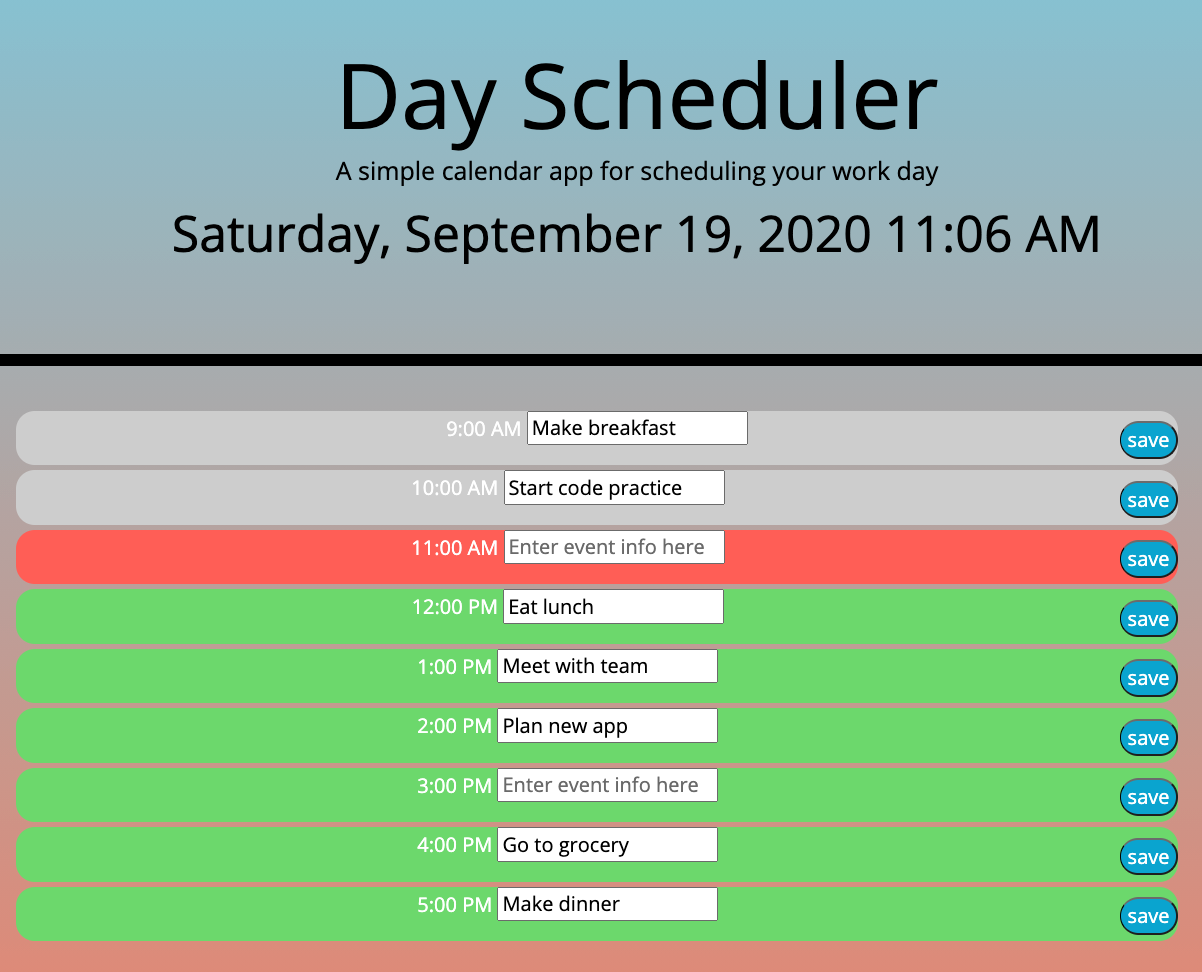 Day Scheduler
A simple calendar app for scheduling your work day
Saturday, September 19, 2020 11:06 AM
9:00 AM Make breakfast save
10:00 AM Start code practice save
11:00 AM Enter event info here save
12:00 PM Eat lunch save
1:00 PM Meet with team save
2:00 PM Plan new app save
3:00 PM Enter event info here save
4:00 PM Go to grocery save
5:00 PM Make dinner save